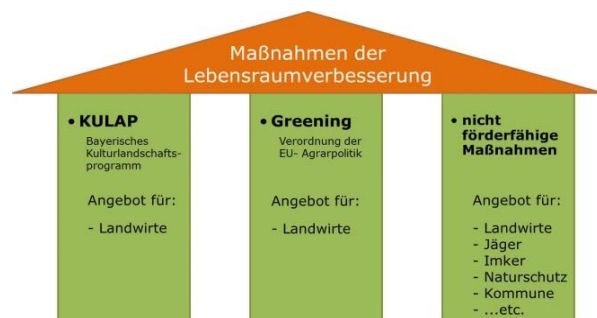 Maßnahmen der
Lebensraumverbesserung
• KULAP
Bayerisches
Kulturlandschafts-
programm
Angebot für:
- Landwirte
• Greening
Verordnung der
EU- Agrarpolitik
Angebot für:
- Landwirte
• nicht
förderfähige
Maßnahmen
Angebot für:
- Landwirte
- Jäger
- Imker
- Naturschutz
- Kommune
- ...etc.